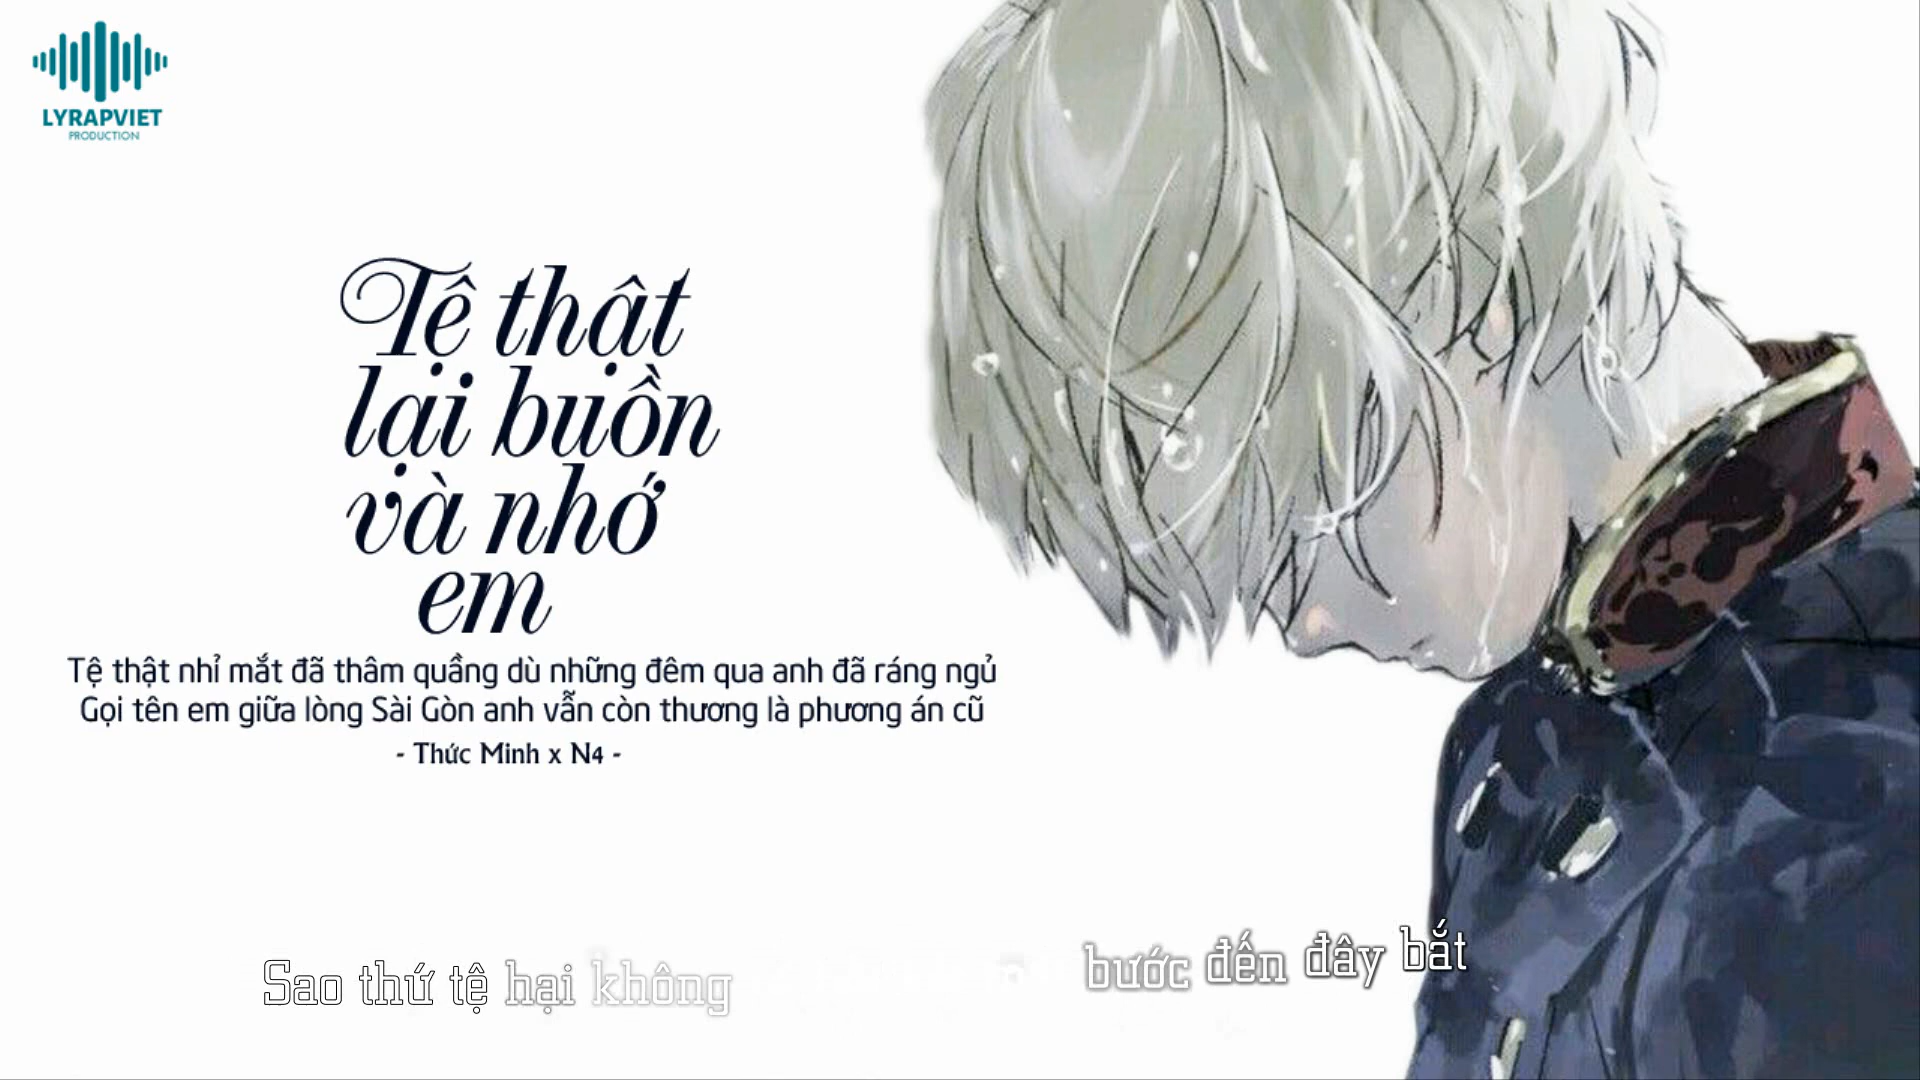 LYRAPVIET
PRODUCTION
Tệ thật
lại buồn
và nhớ
em
Tệ thật nhỉ mắt đã thâm quầng dù những đêm qua anh đã ráng ngủ
Gọi tên em giữa lòng Sài Gòn anh vẫn còn thương là phương án cũ
- Thức Minh x N4 -
Sao thứ tệ hại không bước đến đây bắt